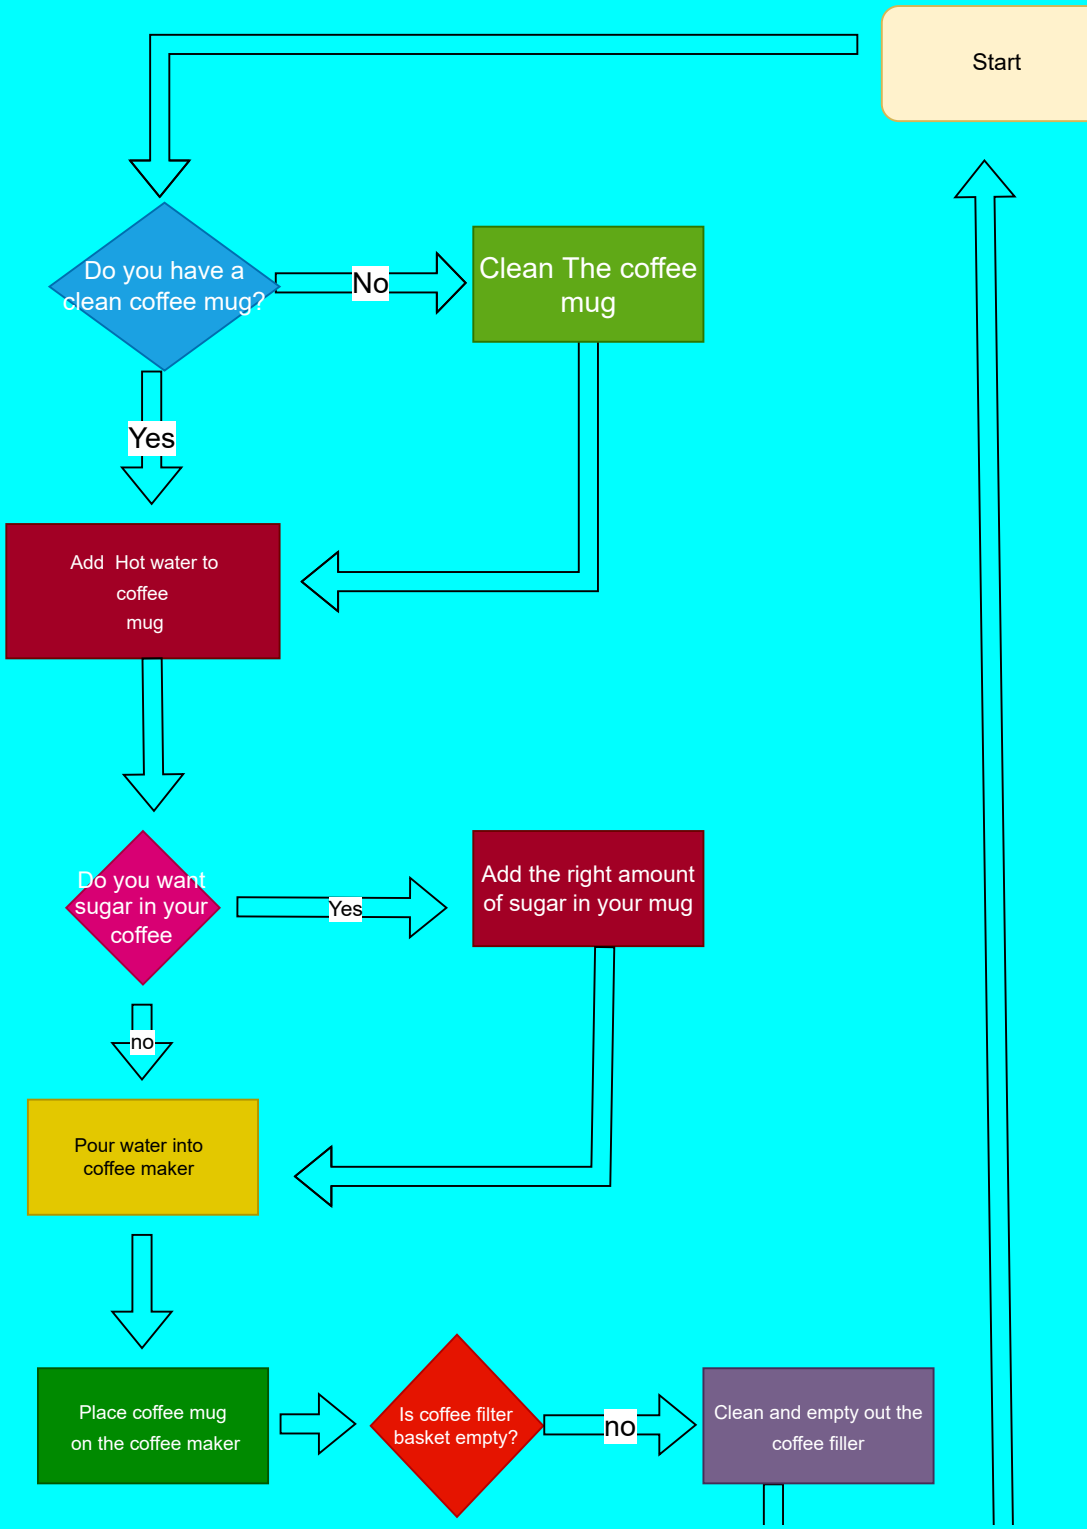 Start
Do you have a
clean coffee mug?
No
Clean The coffee
mug
Yes
Add Hot water to
coffee
mug
Do you want
sugar in your
coffee
Yes
Add the right amount
of sugar in your mug
no
Pour water into
coffee maker
Place coffee mug
on the coffee maker
Is coffee filter
basket empty?
no
Clean and empty out the
coffee filler